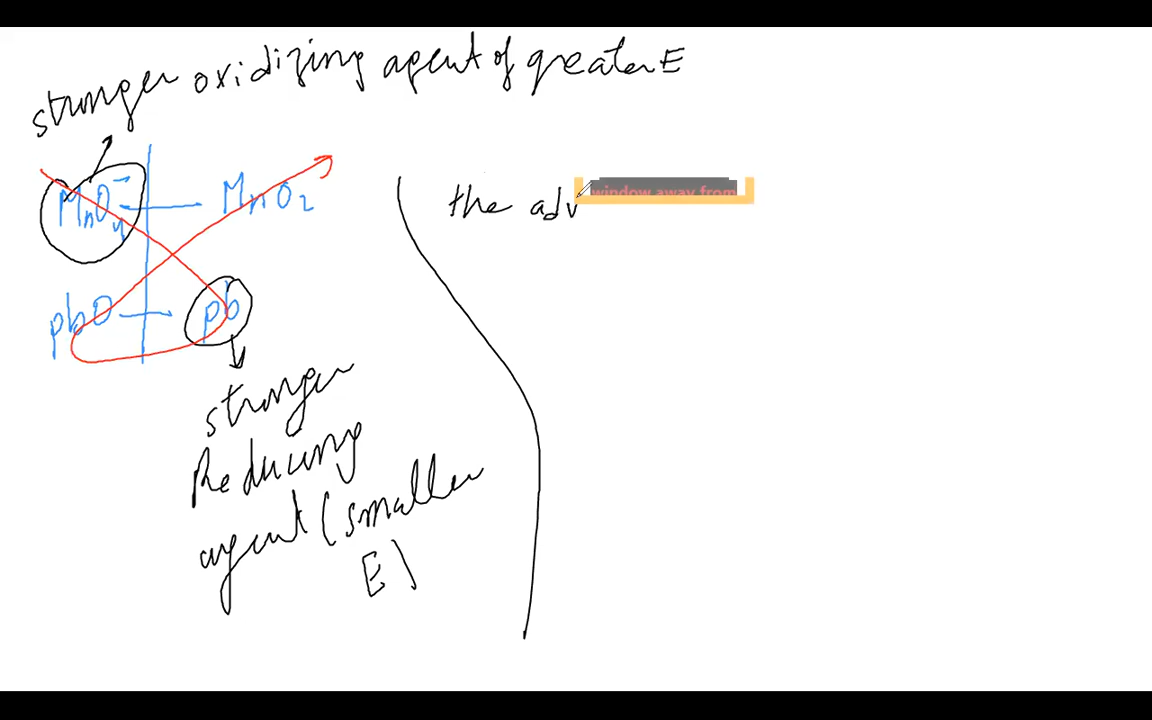 stronger oxidizing agent of greater E
MnO4⁻ — MnO2
pbO — pb
stronger
Reducing
agent (smaller
E)
the adv
window away from